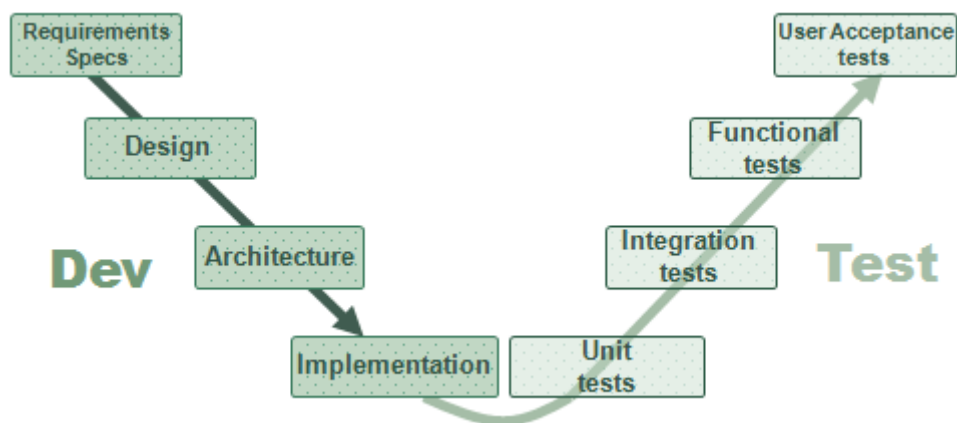 Requirements
Specs
User Acceptance
tests
Design
Functional
tests
Architecture
Integration
tests
Dev
Test
Implementation
Unit
tests